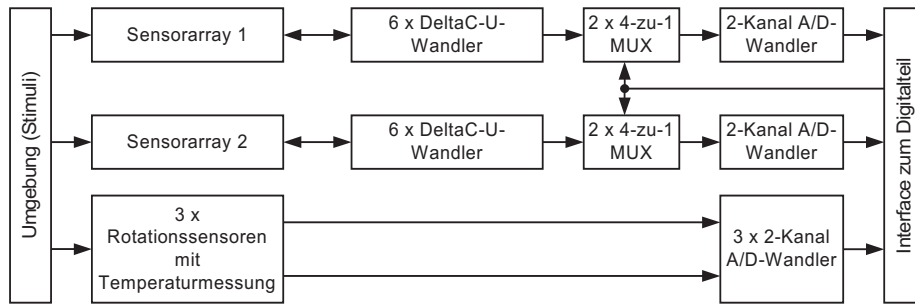 Umgebung (Stimuli)
Sensorarray 1
6 x DeltaC-U-
Wandler
2 x 4-zu-1
MUX
2-Kanal A/D-
Wandler
Sensorarray 2
6 x DeltaC-U-
Wandler
2 x 4-zu-1
MUX
2-Kanal A/D-
Wandler
3 x
Rotationssensoren
mit
Temperaturmessung
3 x 2-Kanal
A/D-Wandler
Interface zum Digitalteil